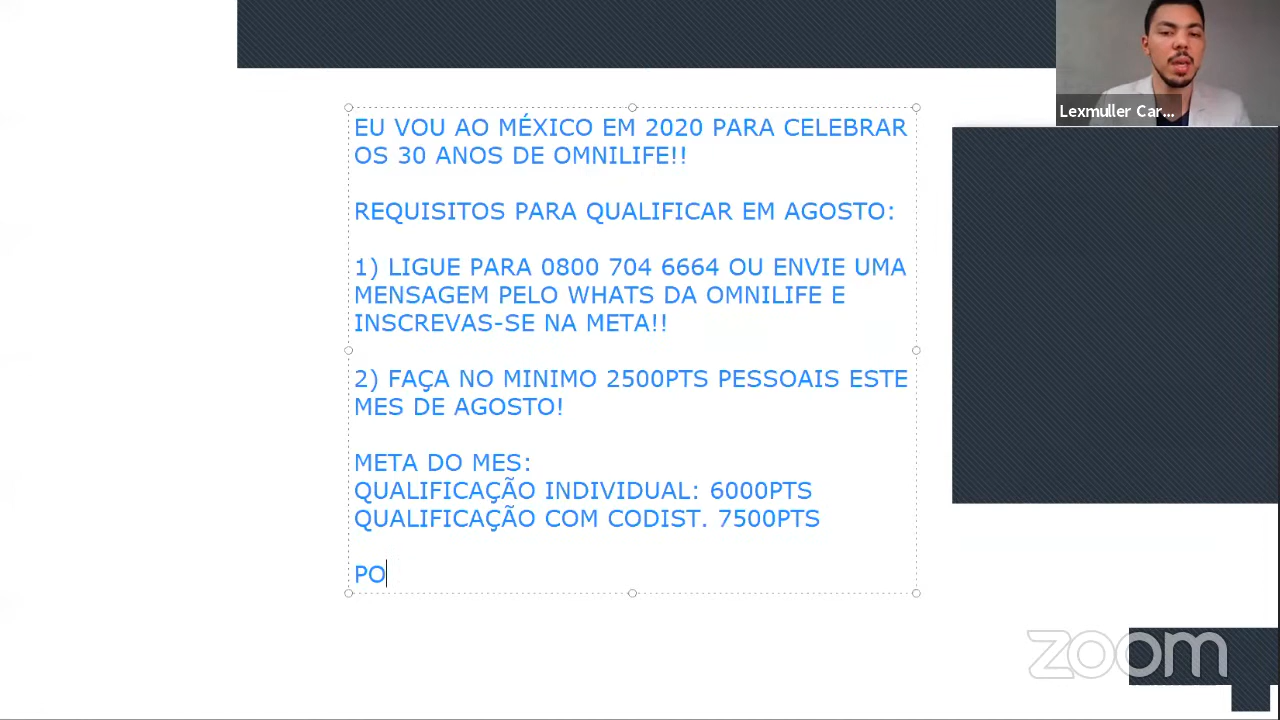 Lexmuller Car...
EU VOU AO MÉXICO EM 2020 PARA CELEBRAR
OS 30 ANOS DE OMNILIFE!!
REQUISITOS PARA QUALIFICAR EM AGOSTO:
1) LIGUE PARA 0800 704 6664 OU ENVIE UMA
MENSAGEM PELO WHATS DA OMNILIFE E
INSCREVAS-SE NA META!!
2) FAÇA NO MINIMO 2500PTS PESSOAIS ESTE
MES DE AGOSTO!
META DO MES:
QUALIFICAÇÃO INDIVIDUAL: 6000PTS
QUALIFICAÇÃO COM CODIST. 7500PTS
PO
zoom